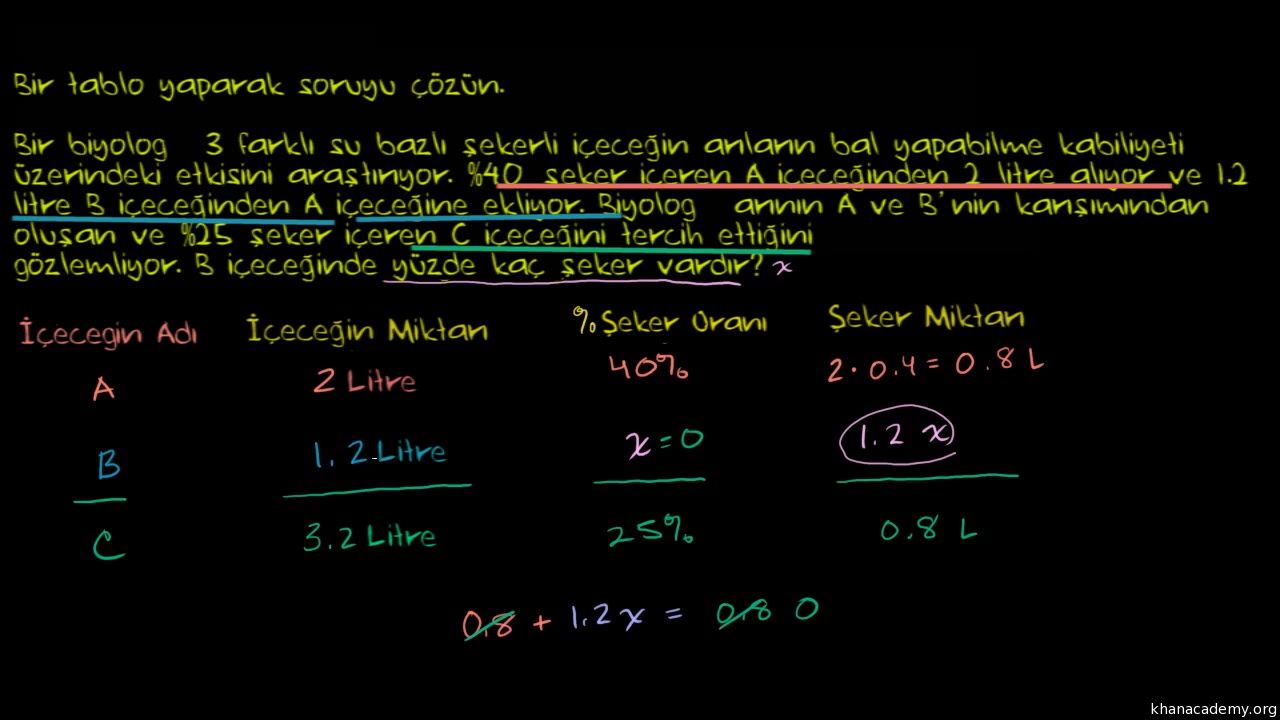 Bir tablo yaparak soruyu çözün.
Bir biyolog 3 farklı su bazlı şekerli içeceğin arıların bal yapabilme kabiliyeti
üzerindeki etkisini araştırıyor. %40 şeker içeren A içeceğinden 2 litre alıyor ve 1.2
litre B içeceğinden A içeceğine ekliyor. Biyolog arının A ve B'nin karışımından
oluşan ve %25 şeker içeren C içeceğini tercih ettiğini
gözlemliyor. B içeceğinde yüzde kaç şeker vardır? x
İçeceğin Adı İçeceğin Miktarı % Şeker Oranı Şeker Miktarı
A 2 Litre 40% 2 · 0.4 = 0.8 L
B 1.2 Litre x = 0 1.2 x
C 3.2 Litre 25% 0.8 L
0.8 + 1.2 x = 0.8 0
khanacademy.org